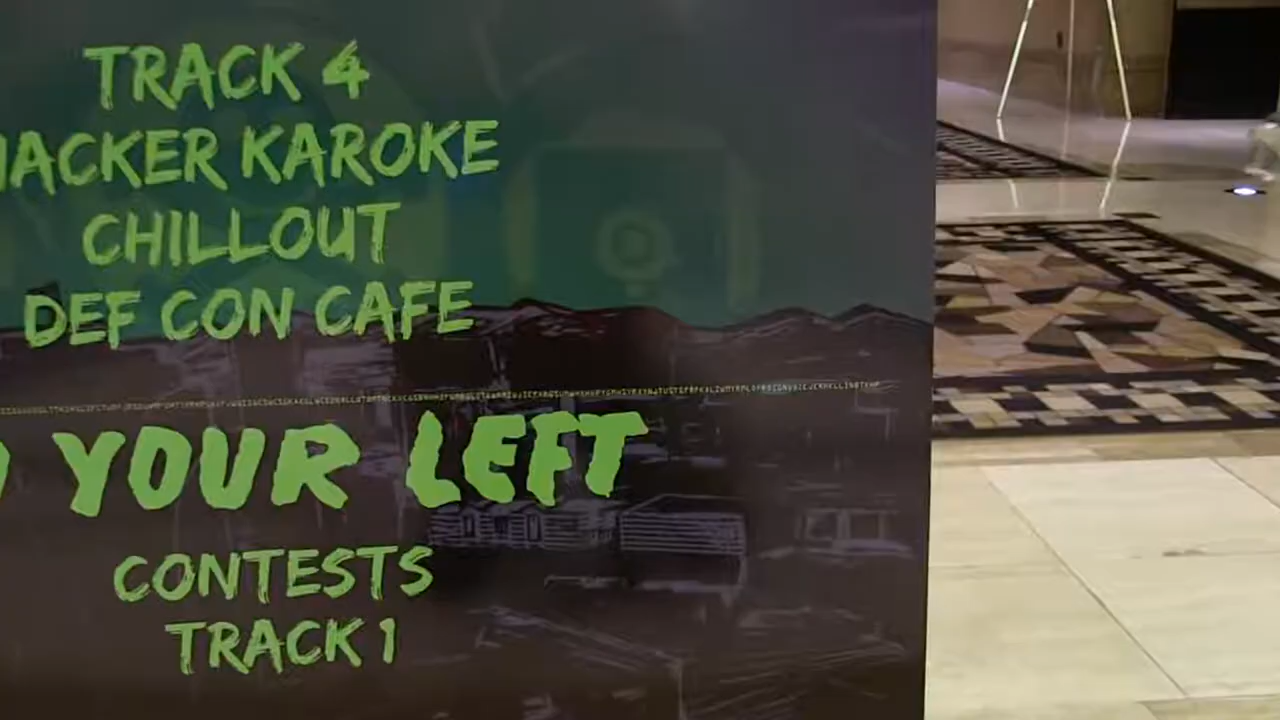 TRACK 4
HACKER KAROKE
CHILLOUT
DEF CON CAFE
YOUR LEFT
CONTESTS
TRACK 1